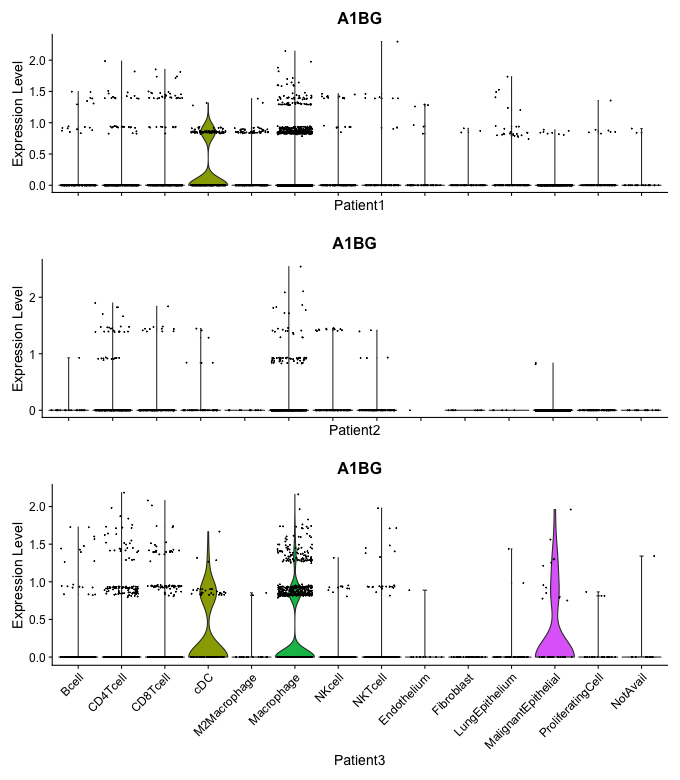 A1BG
Expression Level
2.0
1.5
1.0
0.5
0.0
Patient1
A1BG
Expression Level
2
1
0
Patient2
A1BG
Expression Level
2.0
1.5
1.0
0.5
0.0
Bcell
CD4Tcell
CD8Tcell
cDC
M2Macrophage
Macrophage
NKcell
NKTcell
Endothelium
Fibroblast
LungEpithelium
MalignantEpithelial
ProliferatingCell
NotAvail
Patient3